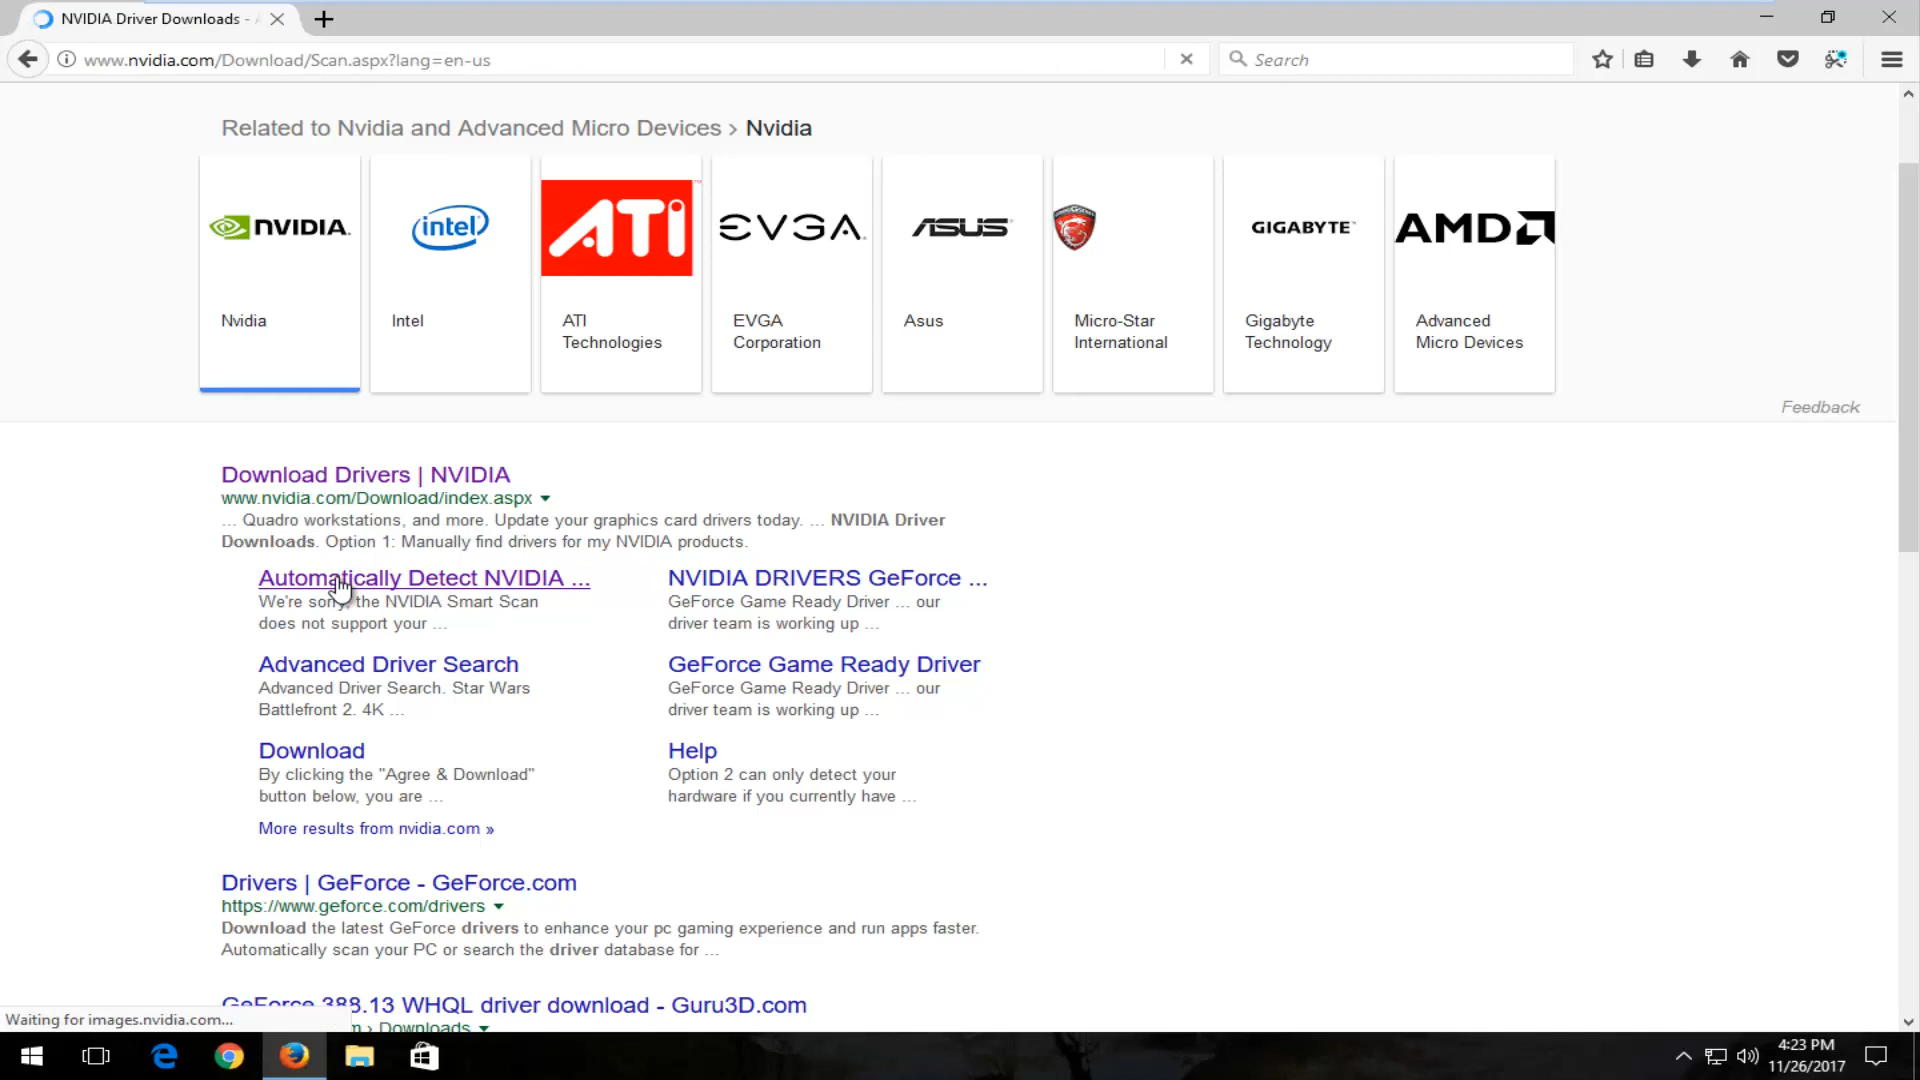 NVIDIA Driver Downloads - A
www.nvidia.com/Download/Scan.aspx?lang=en-us
Search
Related to Nvidia and Advanced Micro Devices › Nvidia
NVIDIA.
intel
ATI
EVGA.
ASUS
GIGABYTE™
AMD
Nvidia
Intel
ATI
Technologies
EVGA
Corporation
Asus
Micro-Star
International
Gigabyte
Technology
Advanced
Micro Devices
Feedback
Download Drivers | NVIDIA
www.nvidia.com/Download/index.aspx
... Quadro workstations, and more. Update your graphics card drivers today. ... NVIDIA Driver
Downloads. Option 1: Manually find drivers for my NVIDIA products.
Automatically Detect NVIDIA ...
We're sorry, the NVIDIA Smart Scan
does not support your ...
NVIDIA DRIVERS GeForce ...
GeForce Game Ready Driver ... our
driver team is working up ...
Advanced Driver Search
Advanced Driver Search. Star Wars
Battlefront 2. 4K ...
GeForce Game Ready Driver
GeForce Game Ready Driver ... our
driver team is working up ...
Download
By clicking the "Agree & Download"
button below, you are ...
Help
Option 2 can only detect your
hardware if you currently have ...
More results from nvidia.com »
Drivers | GeForce - GeForce.com
https://www.geforce.com/drivers
Download the latest GeForce drivers to enhance your pc gaming experience and run apps faster.
Automatically scan your PC or search the driver database for ...
GeForce 388.13 WHQL driver download - Guru3D.com
› Downloads
Waiting for images.nvidia.com...
4:23 PM
11/26/2017